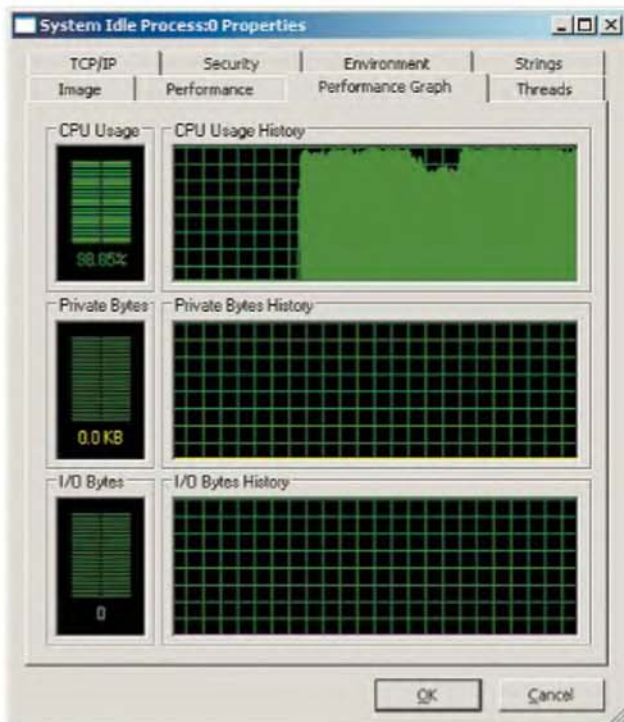 System Idle Process:0 Properties
TCP/IP Security Environment Strings
Image Performance Performance Graph Threads
CPU Usage CPU Usage History
98.85%
Private Bytes Private Bytes History
0.0 KB
I/O Bytes I/O Bytes History
0
OK Cancel